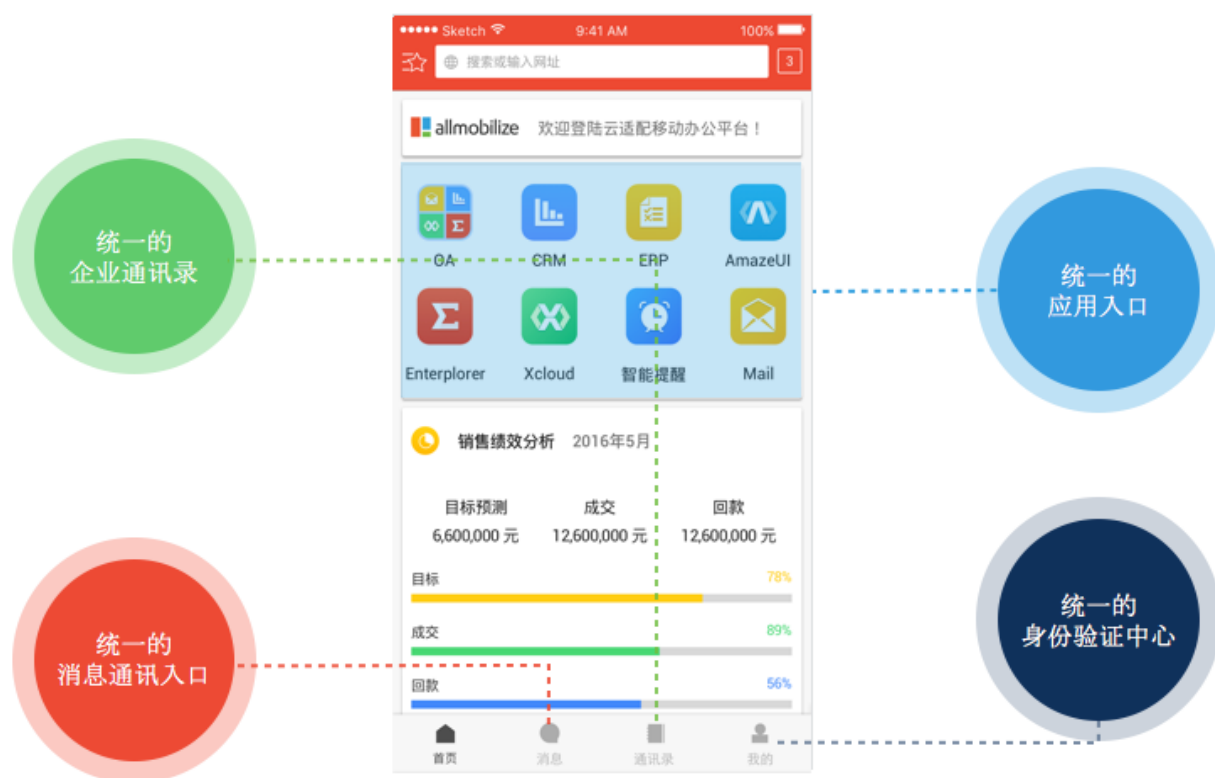 Sketch
9:41 AM
100%
搜索或输入网址
3
allmobilize
欢迎登陆云适配移动办公平台！
OA
CRM
ERP
AmazeUI
Enterplorer
Xcloud
智能提醒
Mail
销售绩效分析
2016年5月
目标预测
成交
回款
6,600,000 元
12,600,000 元
12,600,000 元
目标
78%
成交
89%
回款
56%
首页
消息
通讯录
我的
统一的
企业通讯录
统一的
消息通讯入口
统一的
应用入口
统一的
身份验证中心